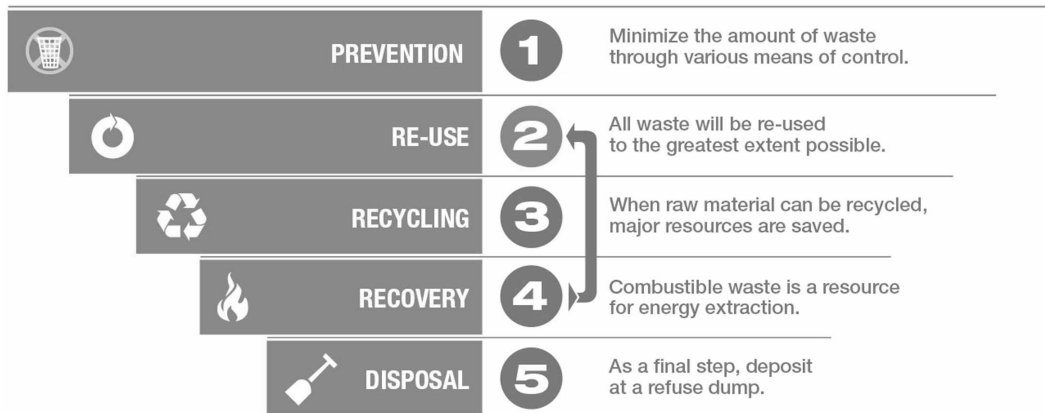 PREVENTION
1
Minimize the amount of waste
through various means of control.
RE-USE
2
All waste will be re-used
to the greatest extent possible.
RECYCLING
3
When raw material can be recycled,
major resources are saved.
RECOVERY
4
Combustible waste is a resource
for energy extraction.
DISPOSAL
5
As a final step, deposit
at a refuse dump.